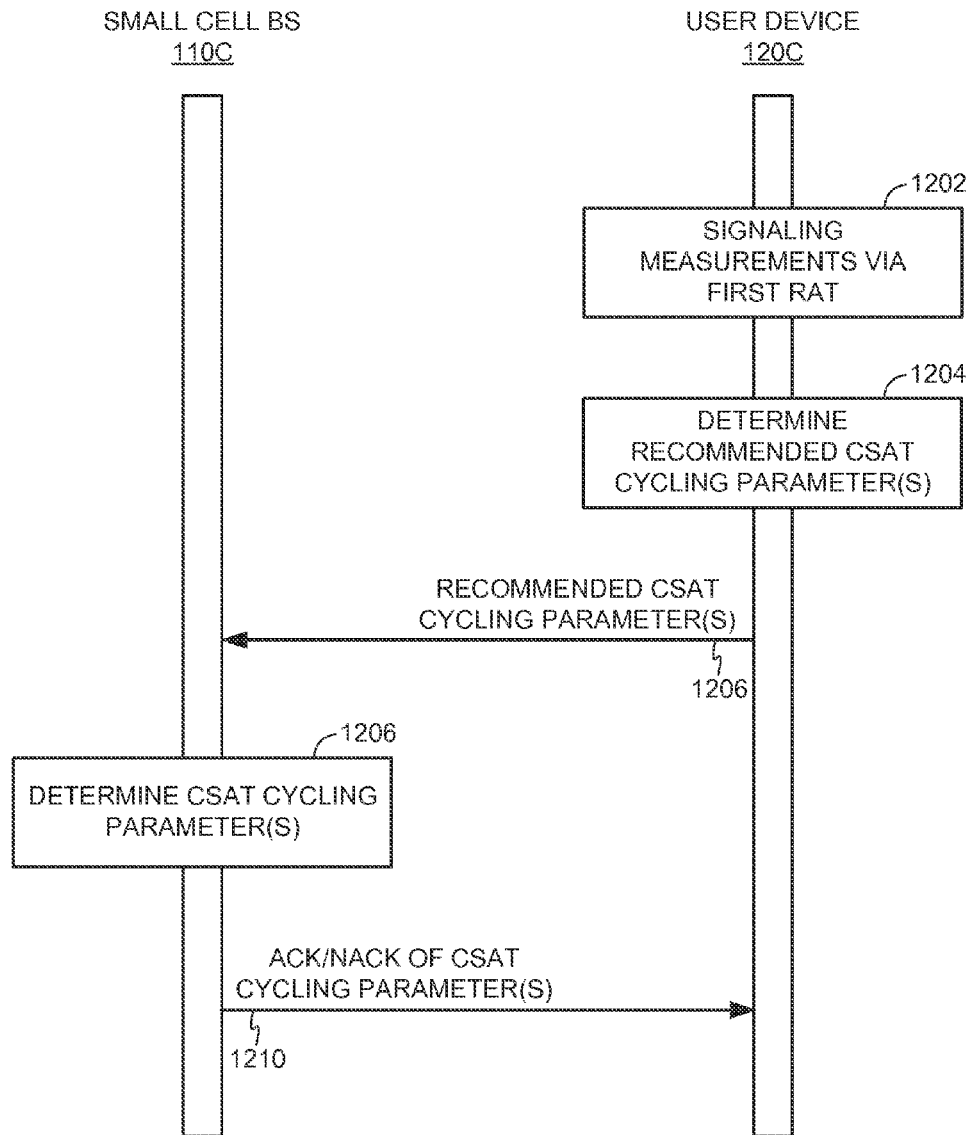 SMALL CELL BS
110C
USER DEVICE
120C
1202
SIGNALING
MEASUREMENTS VIA
FIRST RAT
1204
DETERMINE
RECOMMENDED CSAT
CYCLING PARAMETER(S)
RECOMMENDED CSAT
CYCLING PARAMETER(S)
1206
1206
DETERMINE CSAT CYCLING
PARAMETER(S)
ACK/NACK OF CSAT
CYCLING PARAMETER(S)
1210